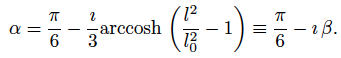 α = π/6 − (ı/3) arccosh (l²/l₀² − 1) ≡ π/6 − ı β.